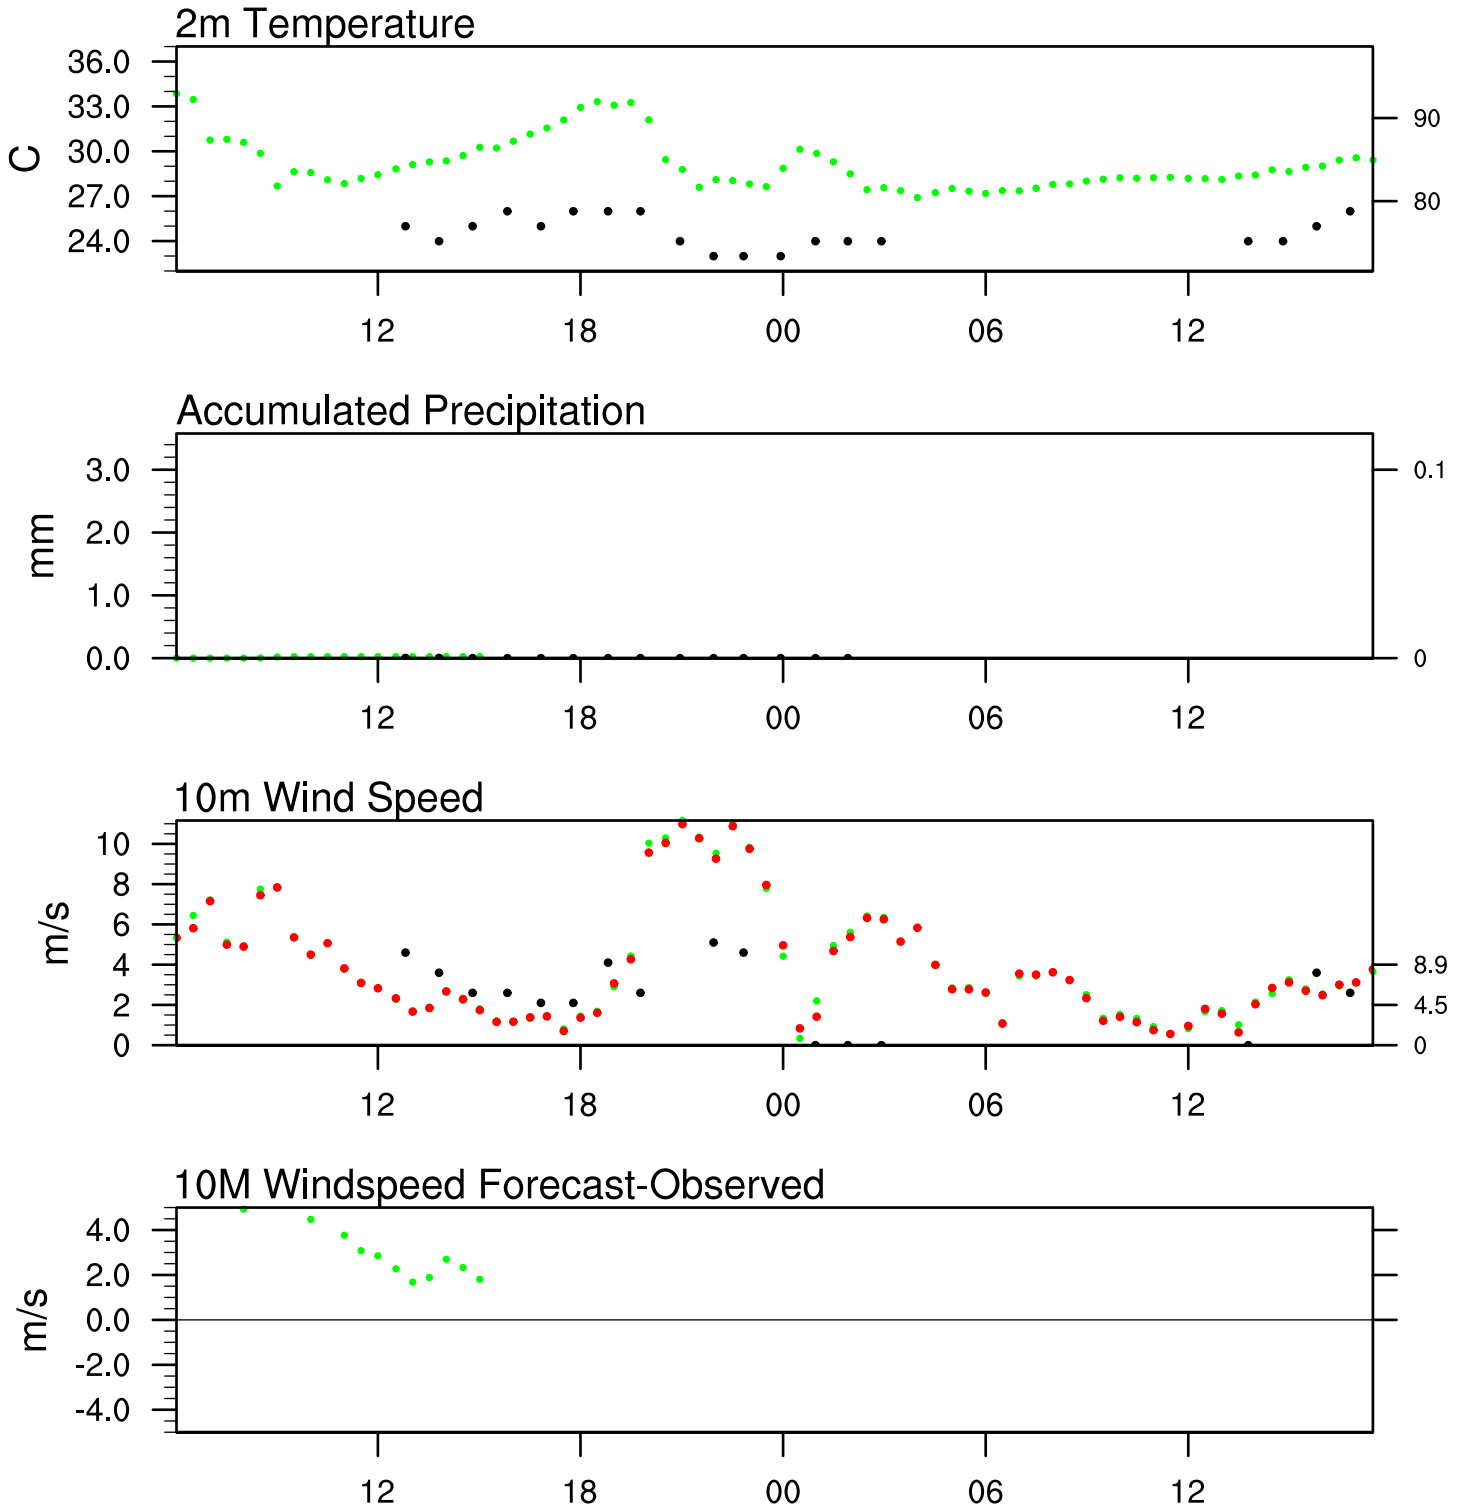 2m Temperature
36.0
33.0
30.0
27.0
24.0
C
90
80
12 18 00 06 12
Accumulated Precipitation
3.0
2.0
1.0
0.0
mm
0.1
0
12 18 00 06 12
10m Wind Speed
10
8
6
4
2
0
m/s
8.9
4.5
0
12 18 00 06 12
10M Windspeed Forecast-Observed
4.0
2.0
0.0
-2.0
-4.0
m/s
12 18 00 06 12